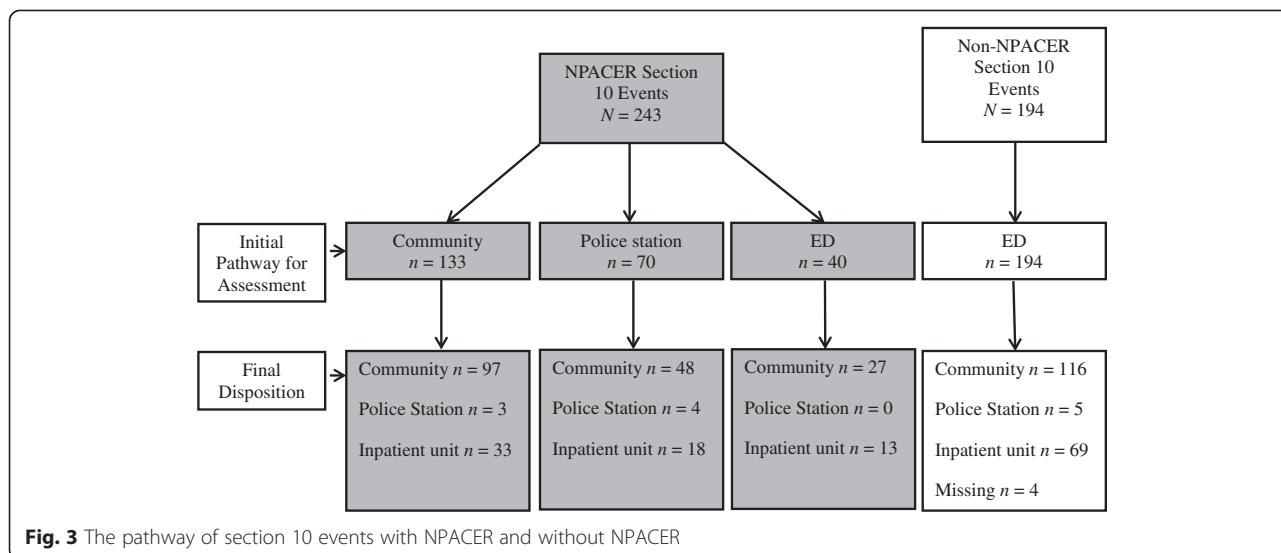 NPACER Section
10 Events
N = 243
Non-NPACER
Section 10
Events
N = 194
Initial
Pathway for
Assessment
Community
n = 133
Police station
n = 70
ED
n = 40
ED
n = 194
Final
Disposition
Community n = 97
Police Station n = 3
Inpatient unit n = 33
Community n = 48
Police Station n = 4
Inpatient unit n = 18
Community n = 27
Police Station n = 0
Inpatient unit n = 13
Community n = 116
Police Station n = 5
Inpatient unit n = 69
Missing n = 4
Fig. 3 The pathway of section 10 events with NPACER and without NPACER